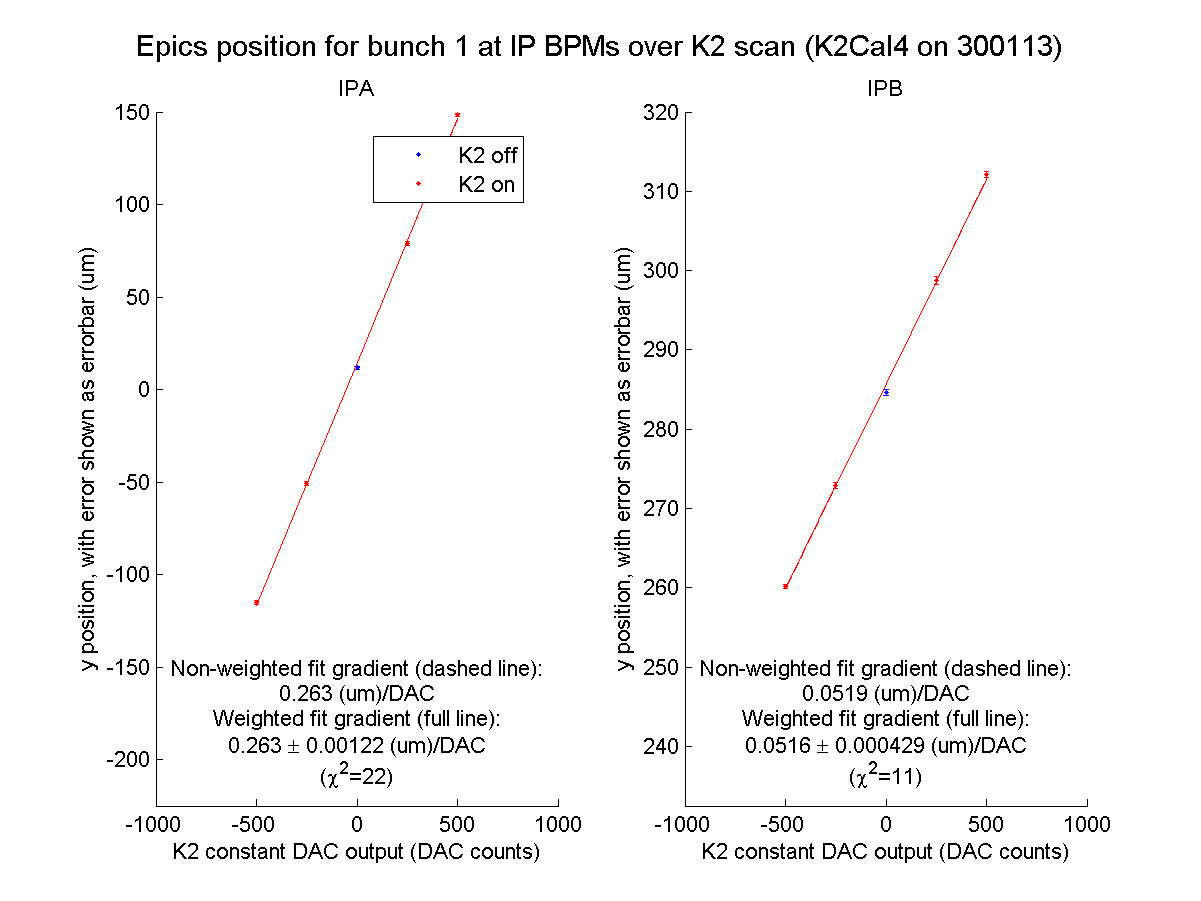 Epics position for bunch 1 at IP BPMs over K2 scan (K2Cal4 on 300113)
IPA
y position, with error shown as errorbar (um)
150
100
50
0
-50
-100
-150
-200
K2 off
K2 on
Non-weighted fit gradient (dashed line):
0.263 (um)/DAC
Weighted fit gradient (full line):
0.263 ± 0.00122 (um)/DAC
(χ²=22)
-1000 -500 0 500 1000
K2 constant DAC output (DAC counts)
IPB
y position, with error shown as errorbar (um)
320
310
300
290
280
270
260
250
240
Non-weighted fit gradient (dashed line):
0.0519 (um)/DAC
Weighted fit gradient (full line):
0.0516 ± 0.000429 (um)/DAC
(χ²=11)
-1000 -500 0 500 1000
K2 constant DAC output (DAC counts)